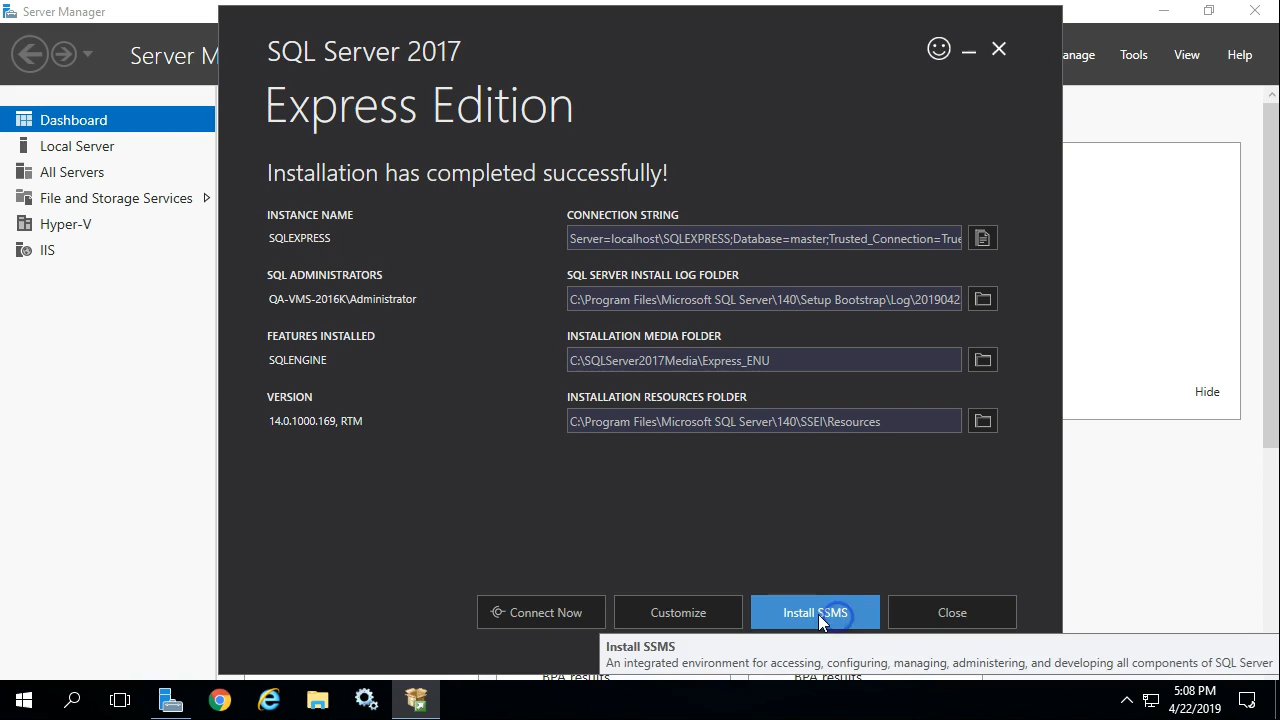 Server Manager
Server M
anage
Tools
View
Help
Dashboard
Local Server
All Servers
File and Storage Services
Hyper-V
IIS
SQL Server 2017
Express Edition
Installation has completed successfully!
INSTANCE NAME
SQLEXPRESS
CONNECTION STRING
Server=localhost\SQLEXPRESS;Database=master;Trusted_Connection=True
SQL ADMINISTRATORS
QA-VMS-2016K\Administrator
SQL SERVER INSTALL LOG FOLDER
C:\Program Files\Microsoft SQL Server\140\Setup Bootstrap\Log\2019042
FEATURES INSTALLED
SQLENGINE
INSTALLATION MEDIA FOLDER
C:\SQLServer2017Media\Express_ENU
VERSION
14.0.1000.169, RTM
INSTALLATION RESOURCES FOLDER
C:\Program Files\Microsoft SQL Server\140\SSEI\Resources
Hide
Connect Now
Customize
Install SSMS
Close
Install SSMS
An integrated environment for accessing, configuring, managing, administering, and developing all components of SQL Server
BPA results
BPA results
5:08 PM
4/22/2019